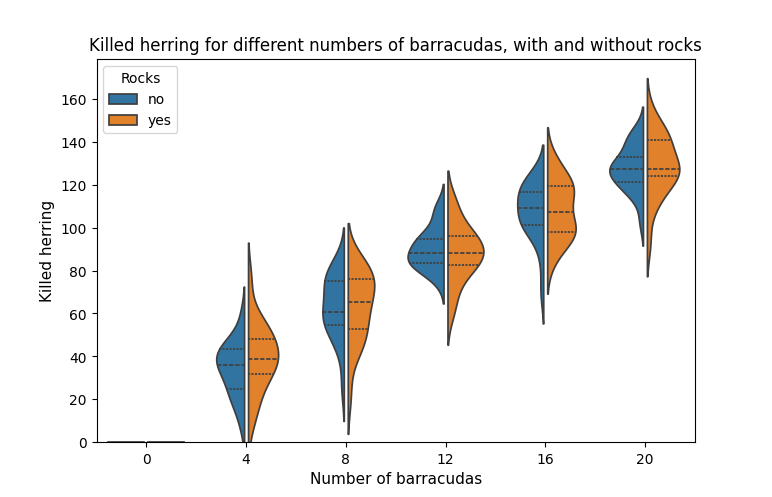 Killed herring for different numbers of barracudas, with and without rocks
Rocks
no
yes
160
140
120
100
80
60
40
20
0
Killed herring
0 4 8 12 16 20
Number of barracudas